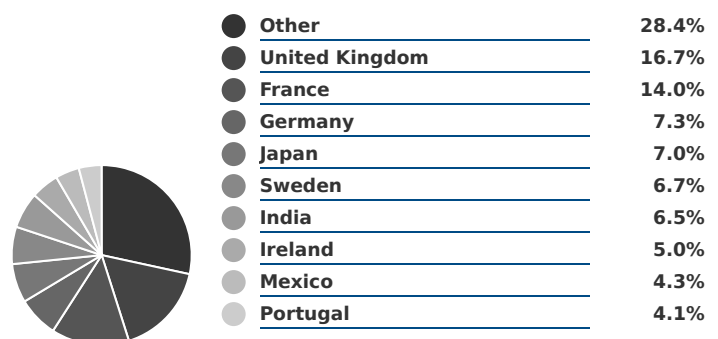 Other 28.4%
United Kingdom 16.7%
France 14.0%
Germany 7.3%
Japan 7.0%
Sweden 6.7%
India 6.5%
Ireland 5.0%
Mexico 4.3%
Portugal 4.1%